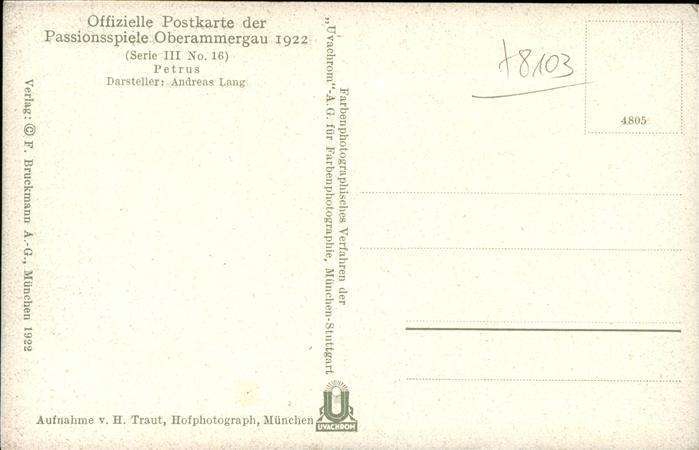 Offizielle Postkarte der
Passionsspiele Oberammergau 1922
(Serie III No. 16)
Petrus
Darsteller: Andreas Lang
Verlag: © F. Bruckmann A.-G., München 1922
Aufnahme v. H. Traut, Hofphotograph, München
Farbenphotographisches Verfahren der
„Uvachrom"-A.G. für Farbenphotographie, München-Stuttgart
U
UVACHROM
78103
4805